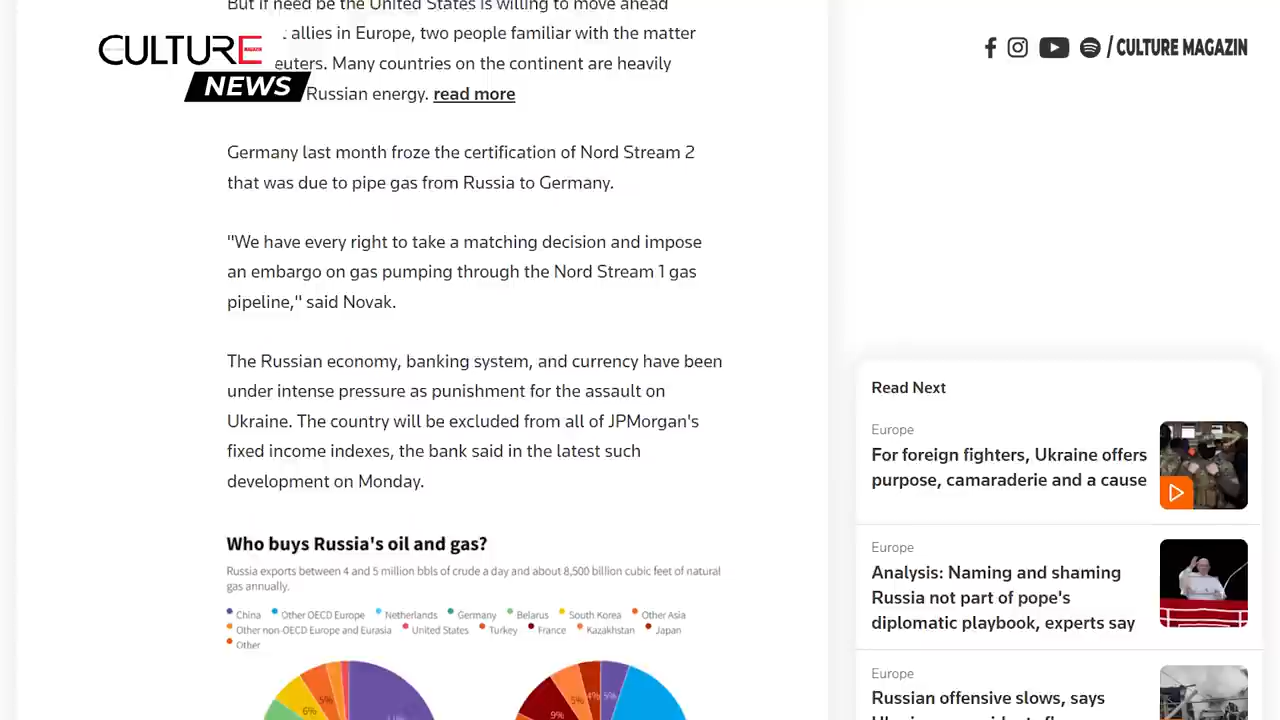 But if need be the United States is willing to move ahead
allies in Europe, two people familiar with the matter
CULTURE
NEWS
/ CULTURE MAGAZIN
euters. Many countries on the continent are heavily
Russian energy. read more
Germany last month froze the certification of Nord Stream 2
that was due to pipe gas from Russia to Germany.
"We have every right to take a matching decision and impose
an embargo on gas pumping through the Nord Stream 1 gas
pipeline," said Novak.
The Russian economy, banking system, and currency have been
under intense pressure as punishment for the assault on
Ukraine. The country will be excluded from all of JPMorgan's
fixed income indexes, the bank said in the latest such
development on Monday.
Who buys Russia's oil and gas?
Russia exports between 4 and 5 million bbls of crude a day and about 8,500 billion cubic feet of natural
gas annually.
China Other OECD Europe Netherlands Germany Belarus South Korea Other Asia
Other non-OECD Europe and Eurasia United States Turkey France Kazakhstan Japan
Other
5%
6%
9%
5%
4%
5%
Read Next
Europe
For foreign fighters, Ukraine offers
purpose, camaraderie and a cause
Europe
Analysis: Naming and shaming
Russia not part of pope's
diplomatic playbook, experts say
Europe
Russian offensive slows, says